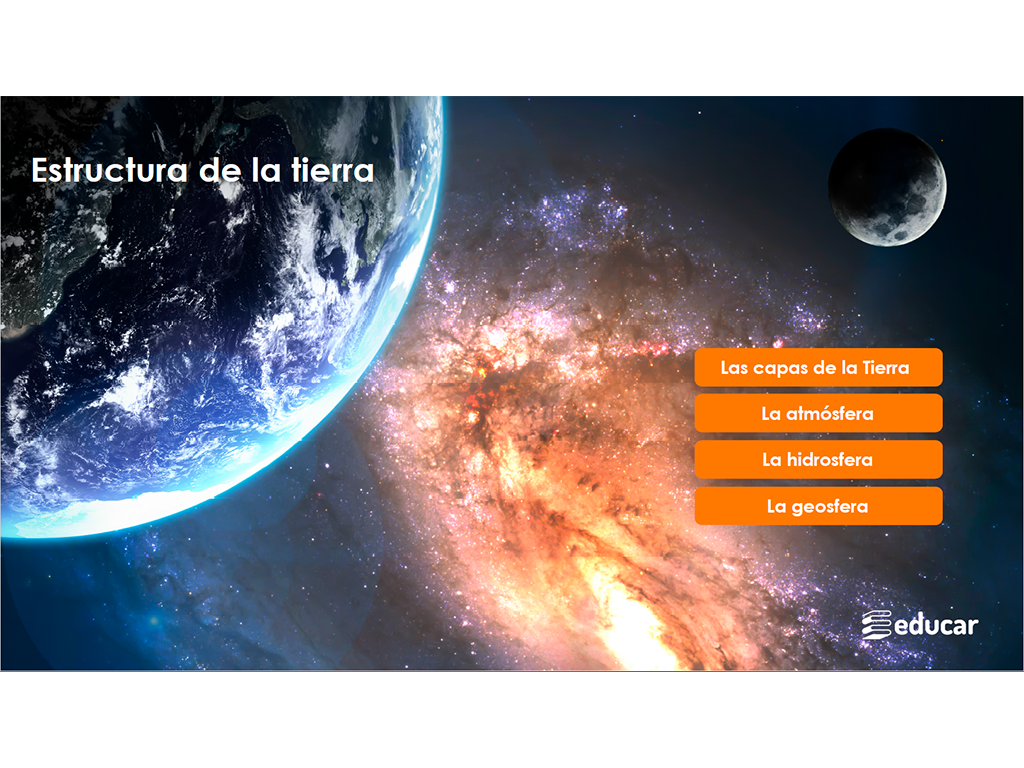 Estructura de la tierra
Las capas de la Tierra
La atmósfera
La hidrosfera
La geosfera
educar